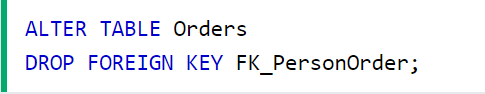 ALTER TABLE Orders
DROP FOREIGN KEY FK_PersonOrder;